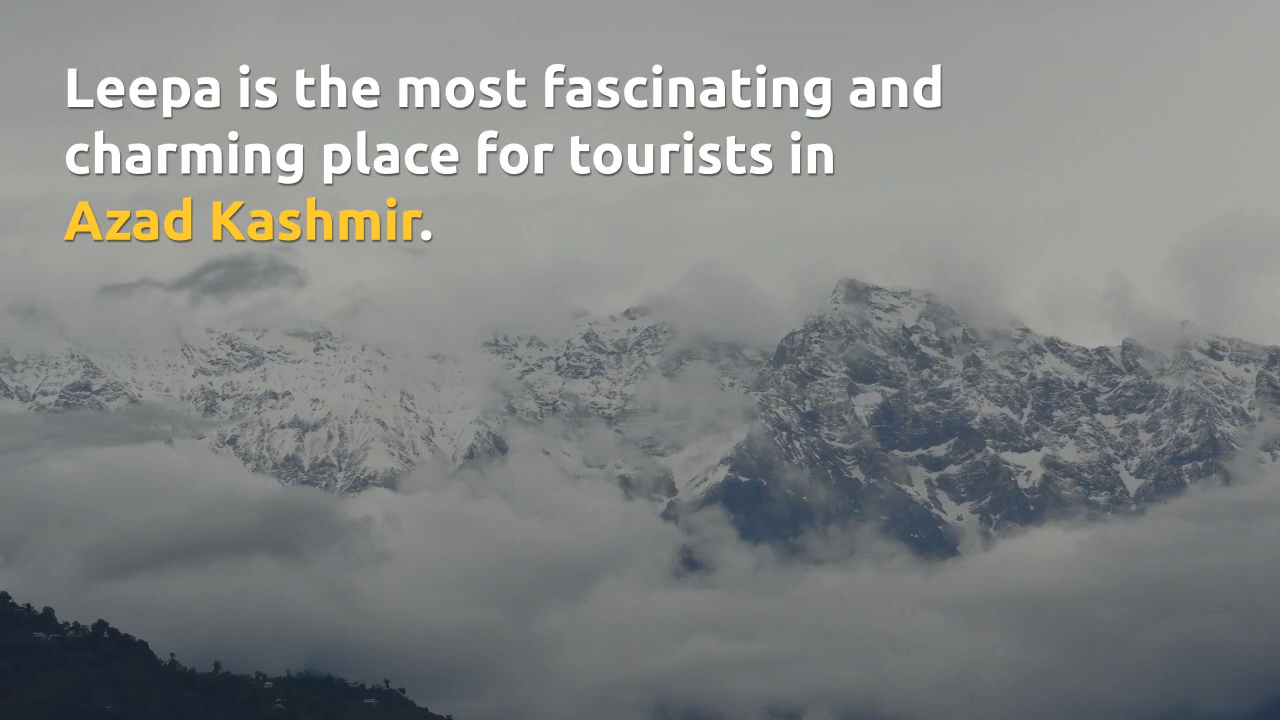 Leepa is the most fascinating and
charming place for tourists in
Azad Kashmir.